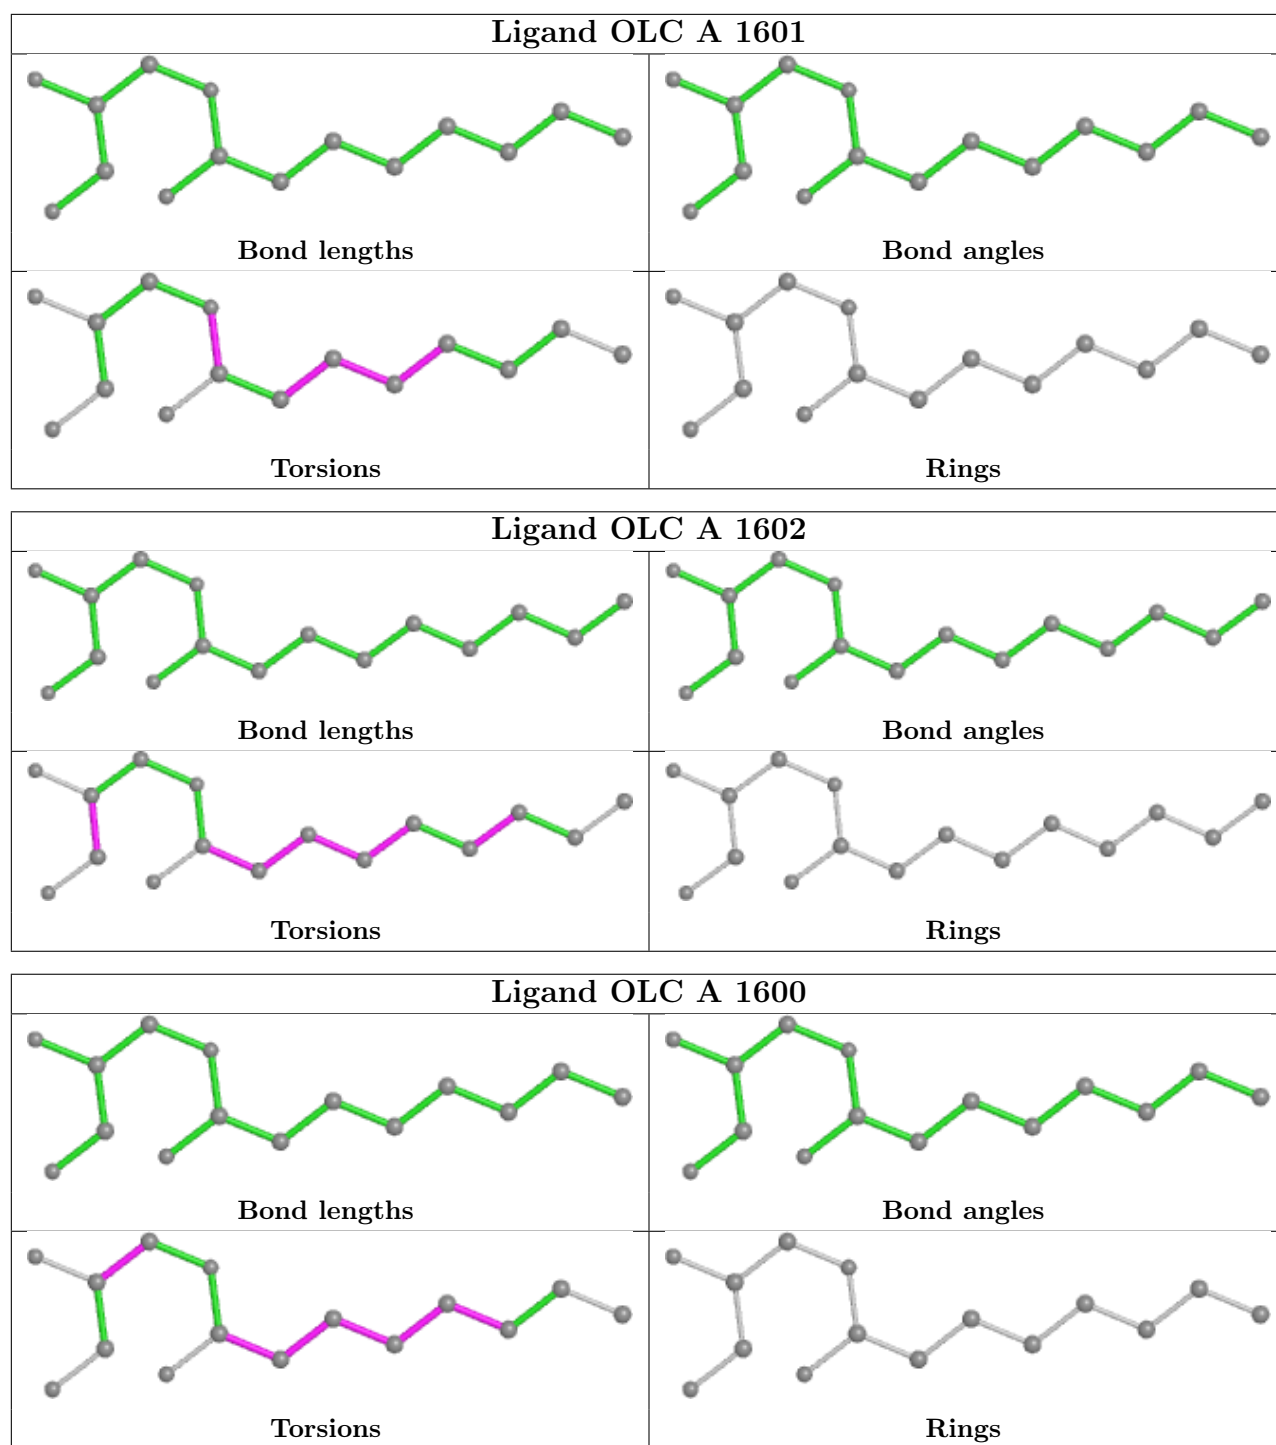 Ligand OLC A 1601
Bond lengths
Bond angles
Torsions
Rings
Ligand OLC A 1602
Bond lengths
Bond angles
Torsions
Rings
Ligand OLC A 1600
Bond lengths
Bond angles
Torsions
Rings